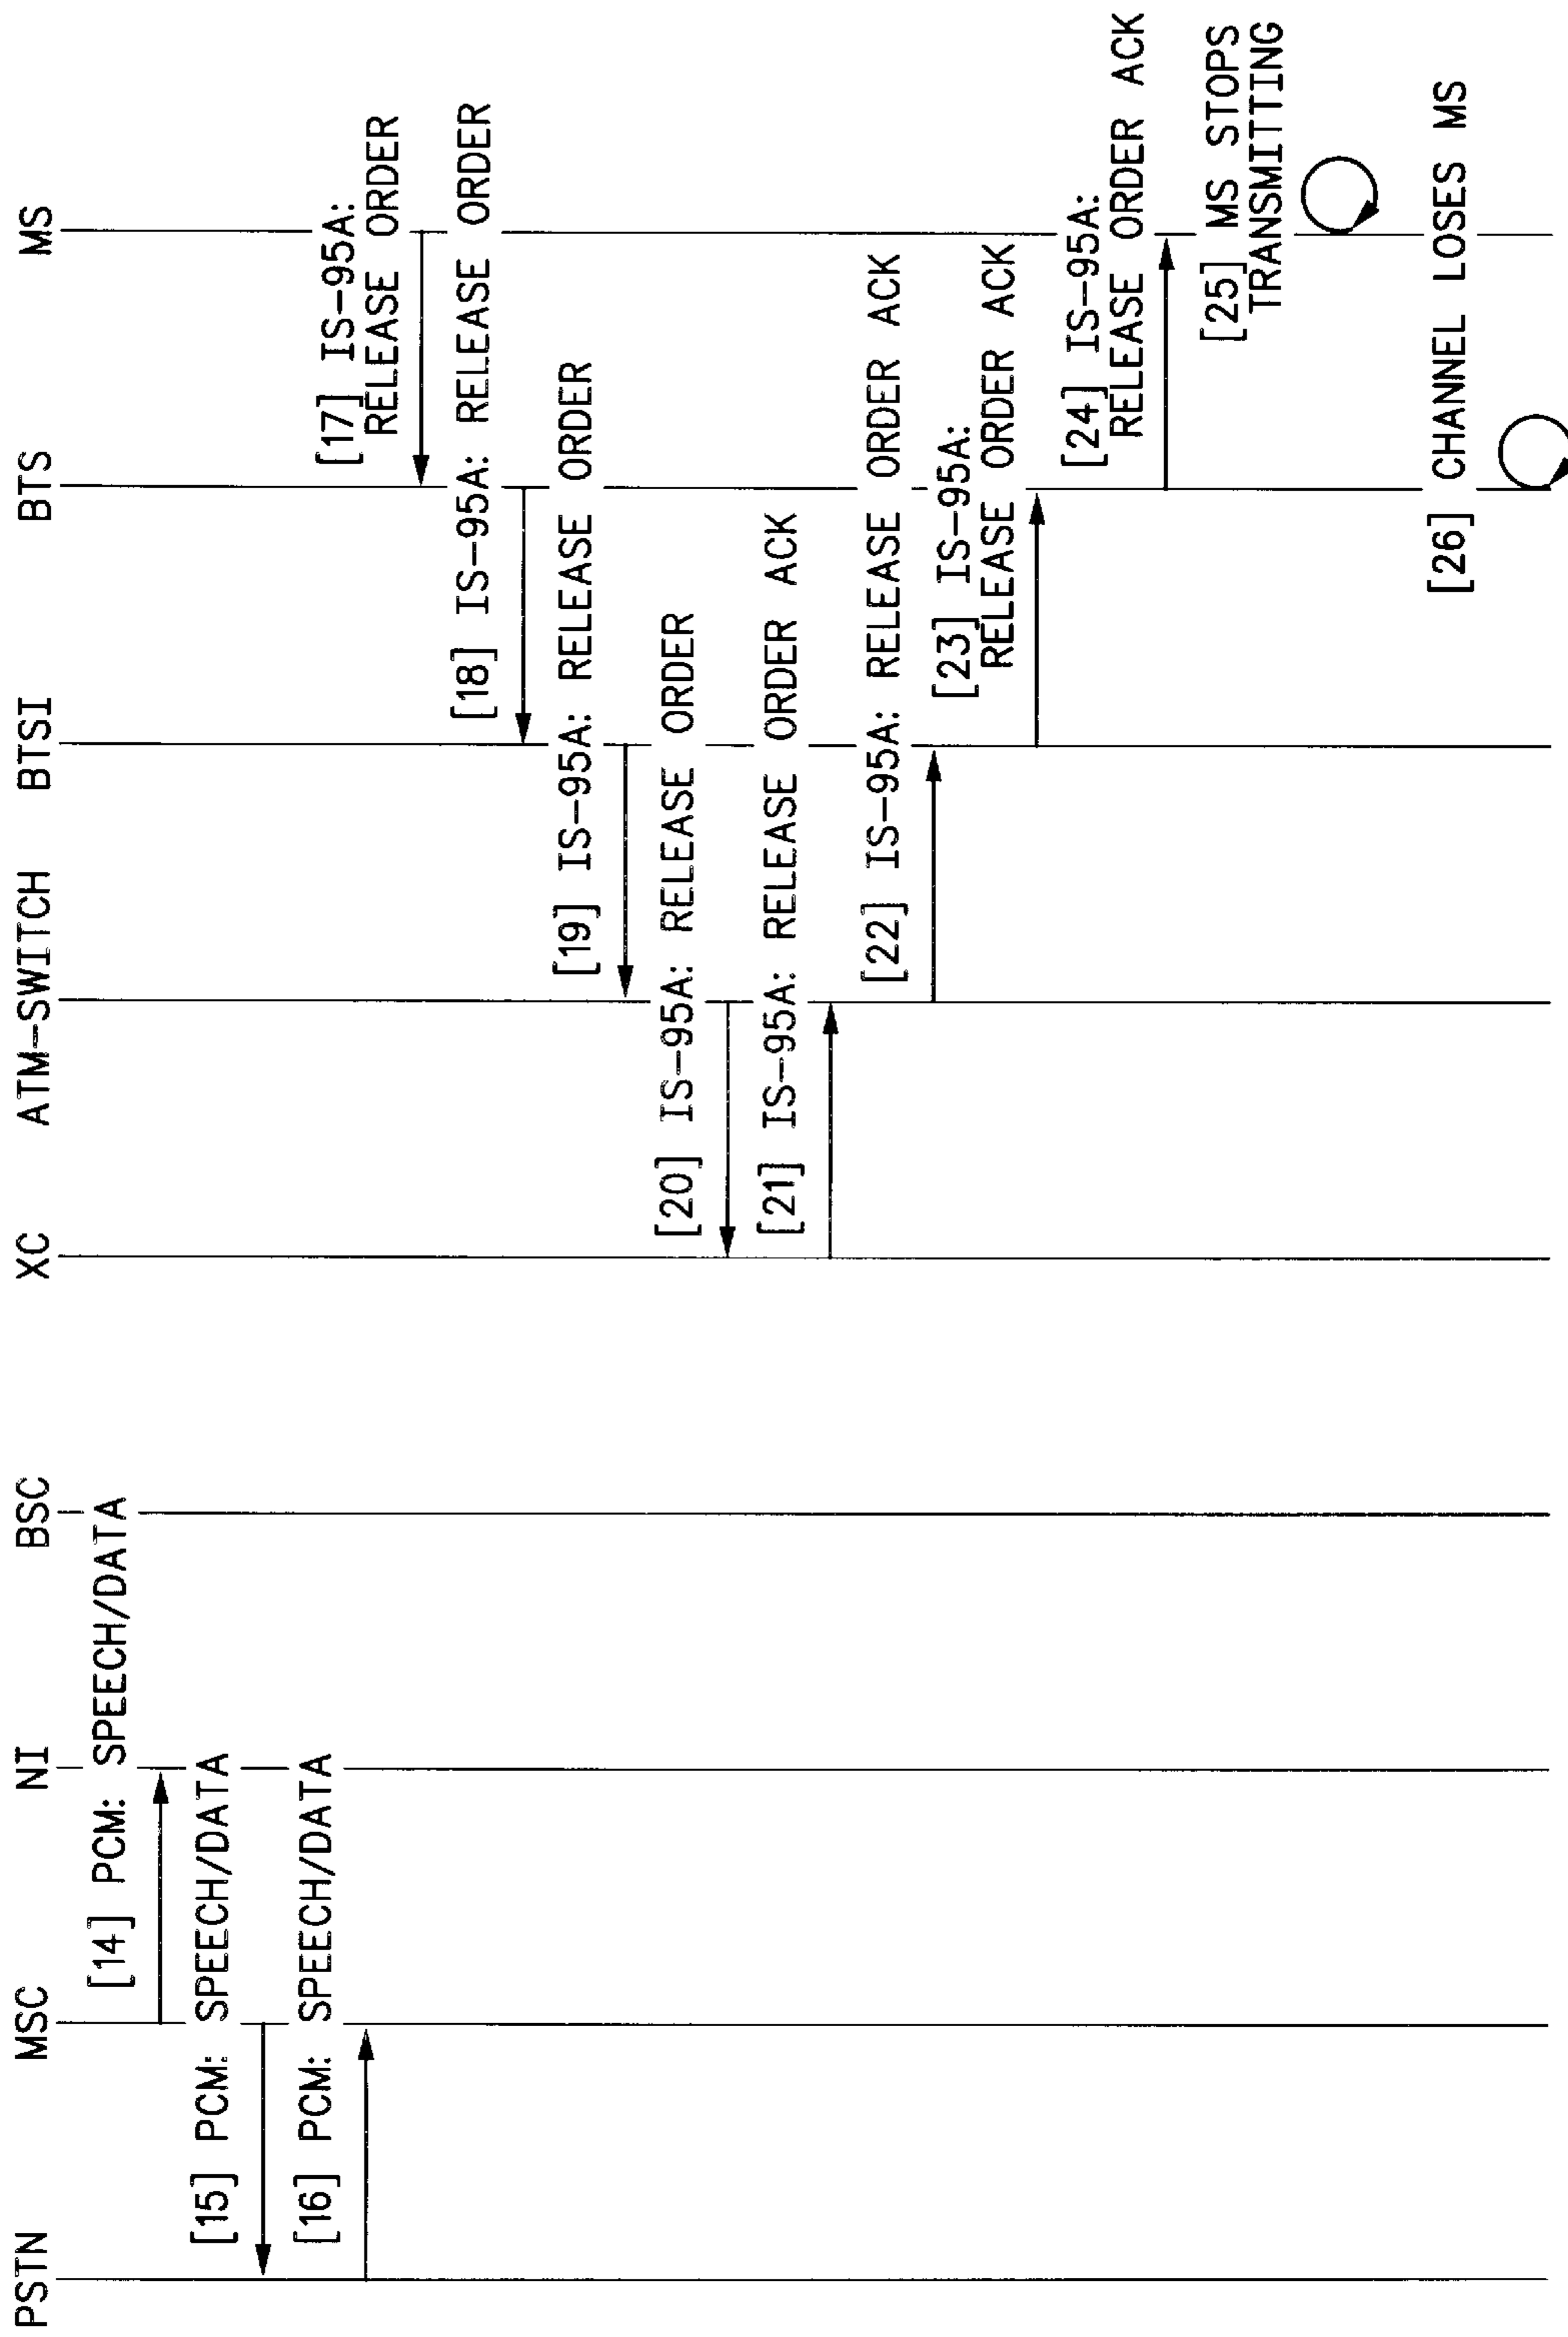 PSTN MSC NI BSC XC ATM-SWITCH BTSI BTS MS
[14] PCM: SPEECH/DATA
[15] PCM: SPEECH/DATA
[16] PCM: SPEECH/DATA
[17] IS-95A:
RELEASE ORDER
[18] IS-95A: RELEASE ORDER
[19] IS-95A: RELEASE ORDER
[20] IS-95A: RELEASE ORDER
[21] IS-95A: RELEASE ORDER ACK
[22] IS-95A: RELEASE ORDER ACK
[23] IS-95A:
RELEASE ORDER ACK
[24] IS-95A:
RELEASE ORDER ACK
[25] MS STOPS
TRANSMITTING
[26] CHANNEL LOSES MS